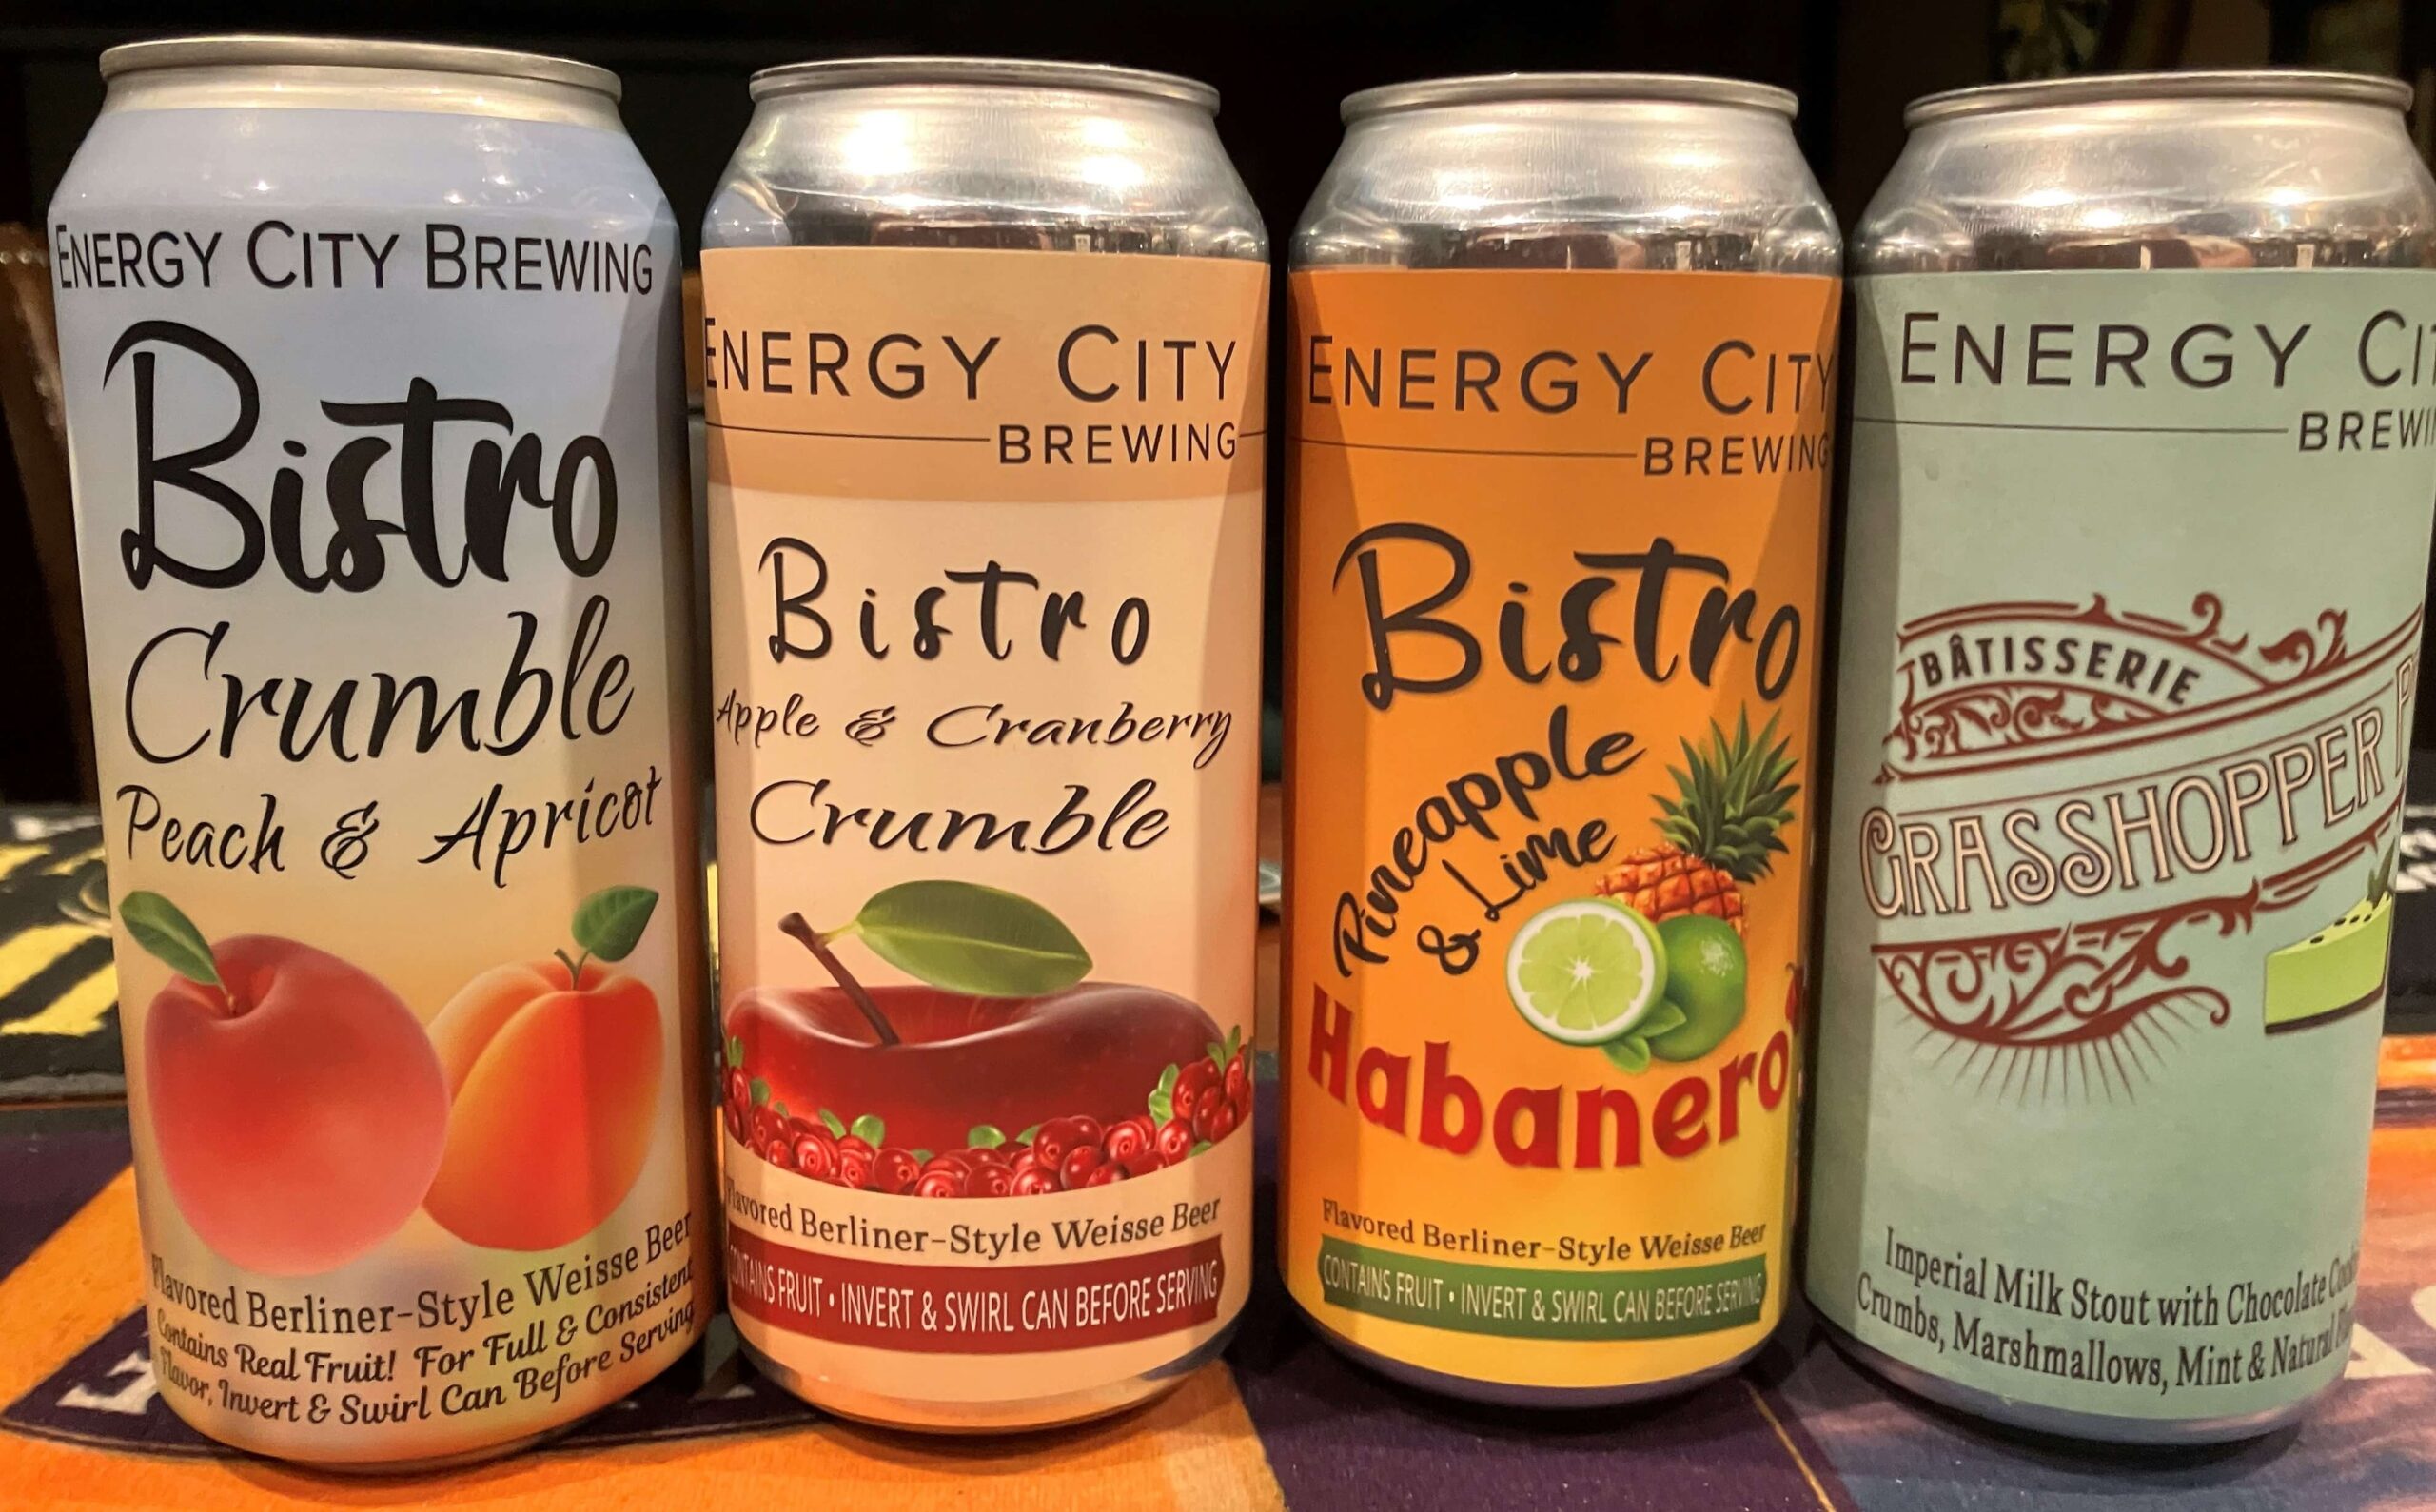 ENERGY CITY BREWING
Bistro
Crumble
Peach & Apricot
Flavored Berliner-Style Weisse Beer
Contains Real Fruit! For Full & Consistent
Flavor, Invert & Swirl Can Before Serving
ENERGY CITY
BREWING
Bistro
Apple & Cranberry
Crumble
Flavored Berliner-Style Weisse Beer
CONTAINS FRUIT • INVERT & SWIRL CAN BEFORE SERVING
ENERGY CITY
BREWING
Bistro
Pineapple
& Lime
Habanero
Flavored Berliner-Style Weisse Beer
CONTAINS FRUIT • INVERT & SWIRL CAN BEFORE SERVING
ENERGY
BÂTISSERIE
GRASSHOPPER
Imperial Milk Stout with Chocolate
Crumbs, Marshmallows, Mint & Natural